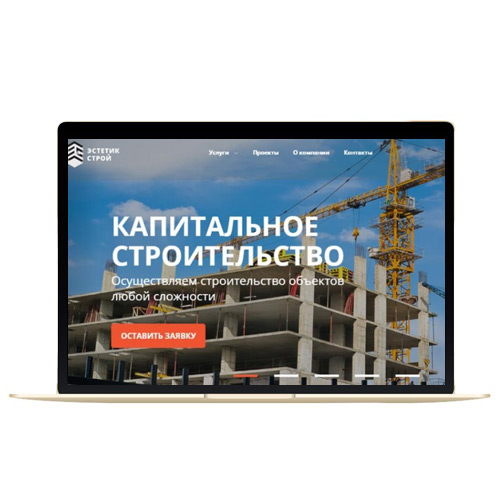 ЭСТЕТИК
СТРОЙ
Услуги
Проекты
О компании
Контакты
КАПИТАЛЬНОЕ
СТРОИТЕЛЬСТВО
Осуществляем строительство объектов
любой сложности
ОСТАВИТЬ ЗАЯВКУ